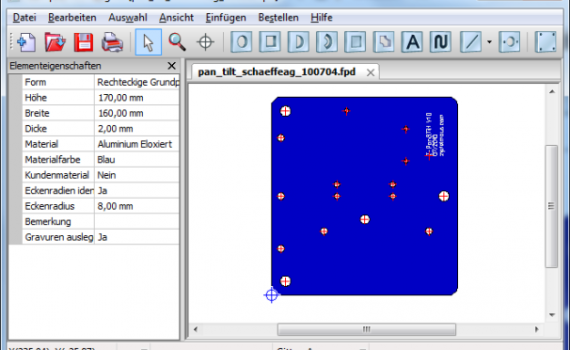 Datei Bearbeiten Auswahl Ansicht Einfügen Bestellen Hilfe
A N
Elementeigenschaften
pan_tilt_schaeffeag_100704.fpd
Form Rechteckige Grundp
Höhe 170,00 mm
Breite 160,00 mm
Dicke 2,00 mm
Material Aluminium Eloxiert
Materialfarbe Blau
Kundenmaterial Nein
Eckenradien iden Ja
Eckenradius 8,00 mm
Bemerkung
Gravuren ausleg Ja